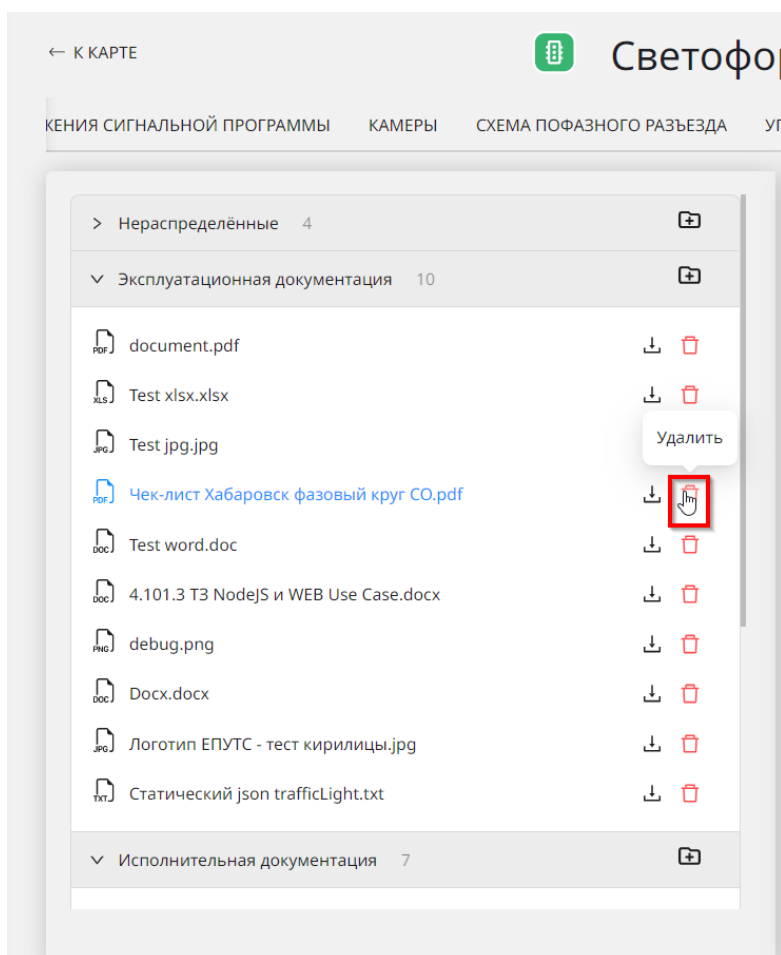 ← К КАРТЕ
Светофор
ЖЕНИЯ СИГНАЛЬНОЙ ПРОГРАММЫ КАМЕРЫ СХЕМА ПОФАЗНОГО РАЗЪЕЗДА УП
Нераспределённые 4
Эксплуатационная документация 10
PDF document.pdf
XLS Test xlsx.xlsx
JPG Test jpg.jpg
Удалить
PDF Чек-лист Хабаровск фазовый круг СО.pdf
DOC Test word.doc
DOC 4.101.3 ТЗ NodeJS и WEB Use Case.docx
PNG debug.png
DOC Docx.docx
JPG Логотип ЕПУТС - тест кирилицы.jpg
TXT Статический json trafficLight.txt
Исполнительная документация 7